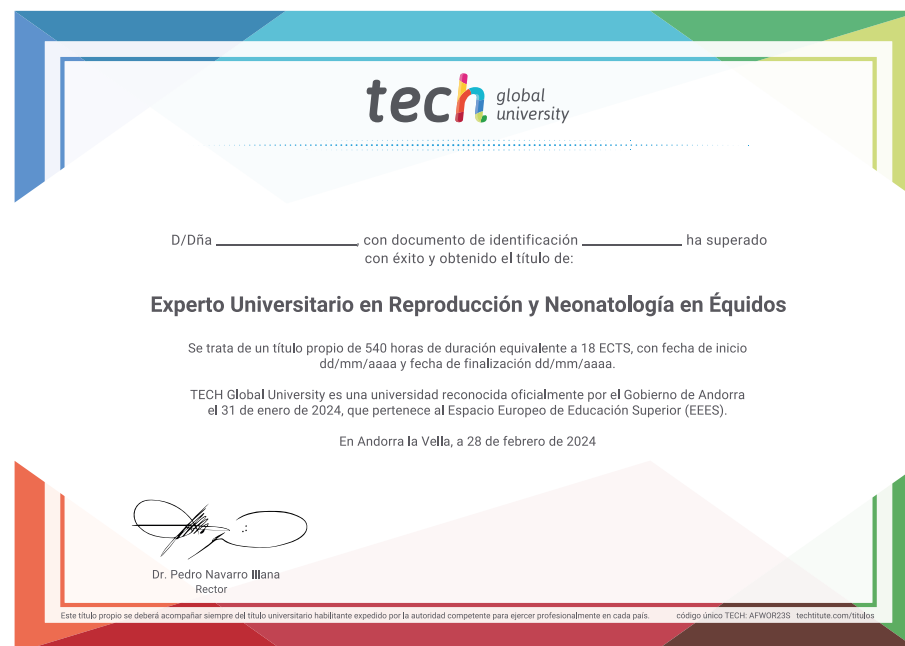 tech global university
D/Dña , con documento de identificación ha superado
con éxito y obtenido el título de:
Experto Universitario en Reproducción y Neonatología en Équidos
Se trata de un título propio de 540 horas de duración equivalente a 18 ECTS, con fecha de inicio
dd/mm/aaaa y fecha de finalización dd/mm/aaaa.
TECH Global University es una universidad reconocida oficialmente por el Gobierno de Andorra
el 31 de enero de 2024, que pertenece al Espacio Europeo de Educación Superior (EEES).
En Andorra la Vella, a 28 de febrero de 2024
Dr. Pedro Navarro Illana
Rector
Este título propio se deberá acompañar siempre del título universitario habilitante expedido por la autoridad competente para ejercer profesionalmente en cada país. código único TECH: AFWOR23S techtitute.com/titulos